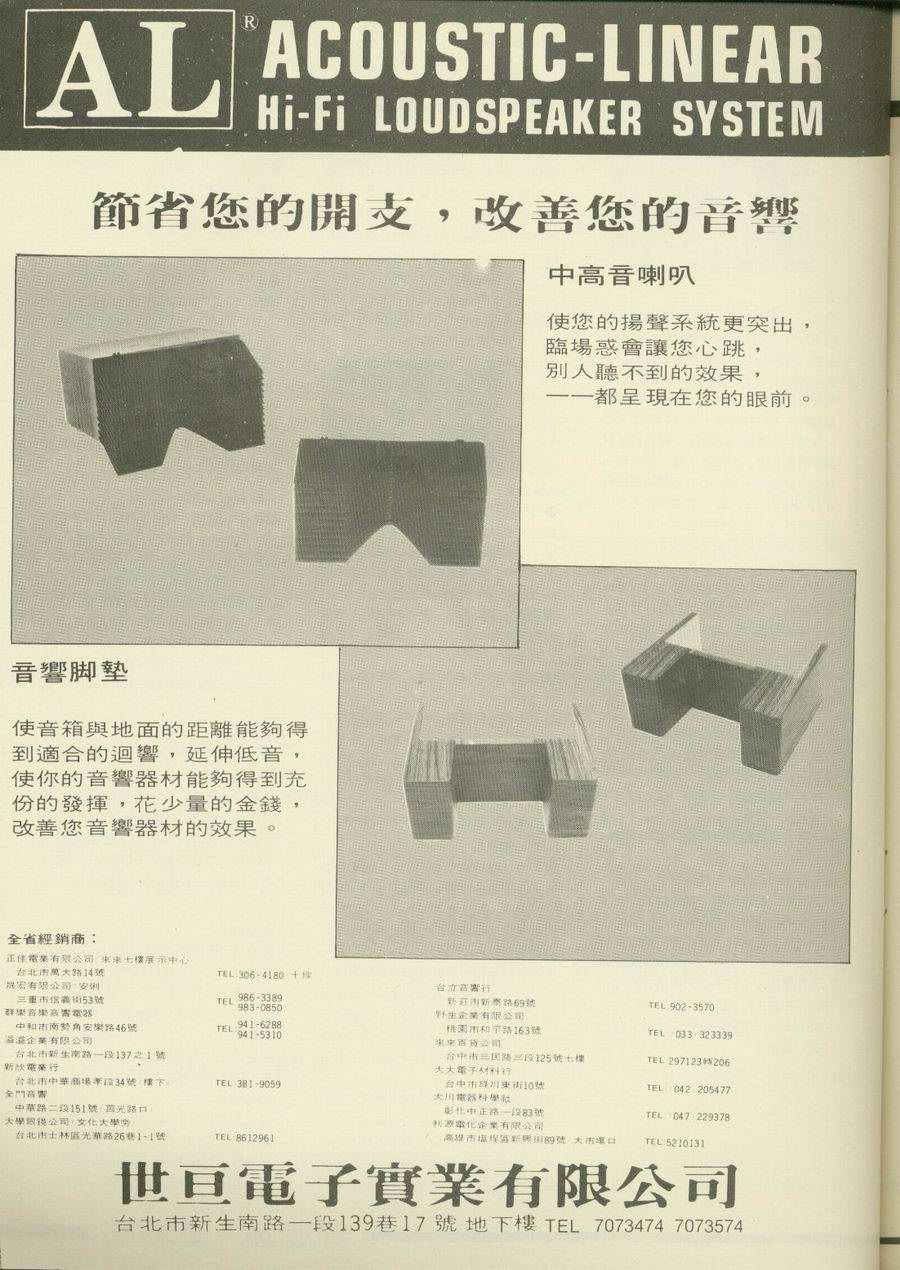 AL®
ACOUSTIC-LINEAR
Hi-Fi LOUDSPEAKER SYSTEM
節省您的開支，改善您的音響
中高音喇叭
使您的揚聲系統更突出，
臨場惑會讓您心跳，
別人聽不到的效果，
一一都呈現在您的眼前。
音響脚墊
使音箱與地面的距離能夠得
到適合的迴響，延伸低音，
使你的音響器材能夠得到充
份的發揮，花少量的金錢，
改善您音響器材的效果。
全省經銷商：
正佳電業有限公司 來來七樓展示中心
台北市萬大路14號 TEL 306-4180 十線
晟宏有限公司 安俐
三重市信義街53號 TEL 986-3389
983-0850
群樂音樂音響電器
中和市南勢角安樂路46號 TEL 941-6288
941-5310
溢溢企業有限公司
台北市新生南路一段137之1號
新欣電業行
台北市中華商場孝段34號 樓下 TEL 381-9059
全門音響
中華路二段151號 莒光路口
大學眼鏡公司 文化大學旁
台北市士林區光華路26巷1-1號 TEL 8612961
台立音響行
新莊市新泰路69號 TEL 902-3570
野生企業有限公司
桃園市和平路163號 TEL 033 323339
來來百貨公司
台中市三民路三段125號七樓 TEL 297123轉206
大大電子材料行
台中市綠川東街10號 TEL 042 205477
大川電器科學社
彰化中正路一段83號 TEL 047 229378
利源電化企業有限公司
高雄市塩埕區新興街89號 大市場口 TEL 5210131
世亘電子實業有限公司
台北市新生南路一段139巷17號地下樓 TEL 7073474 7073574